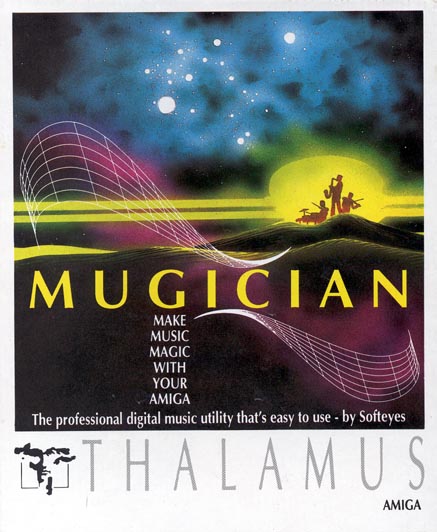 MUGICIAN
MAKE
MUSIC
MAGIC
WITH
YOUR
AMIGA
The professional digital music utility that's easy to use - by Softeyes
THALAMUS
AMIGA